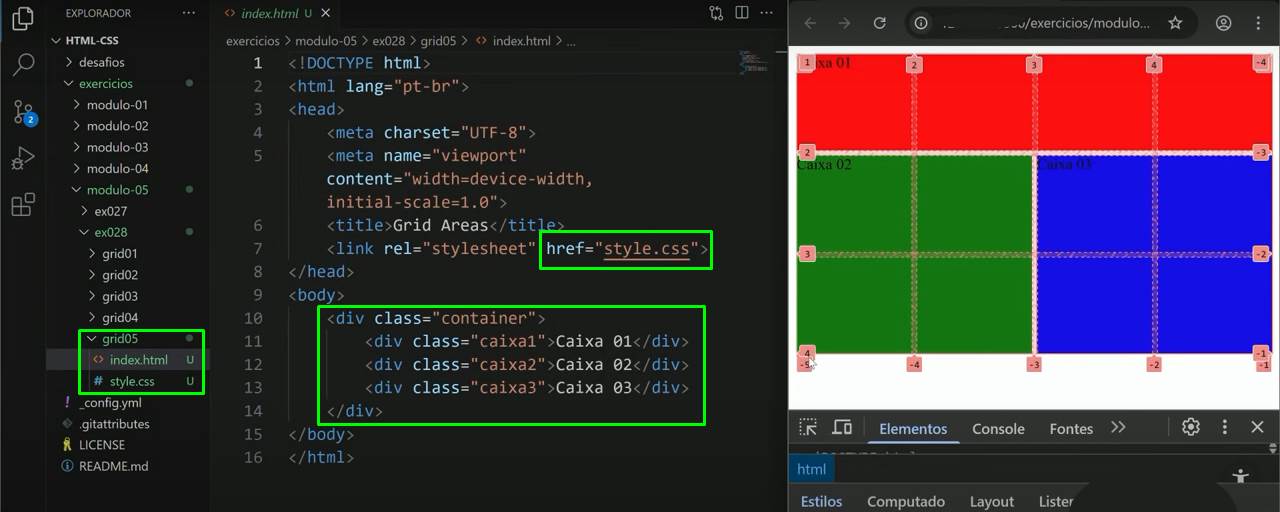 EXPLORADOR
HTML-CSS
desafios
exercicios
modulo-01
modulo-02
modulo-03
modulo-04
modulo-05
ex027
ex028
grid01
grid02
grid03
grid04
grid05
index.html U
style.css U
_config.yml
.gitattributes
LICENSE
README.md
2
index.html U
exercicios > modulo-05 > ex028 > grid05 > index.html > ...
1 <!DOCTYPE html>
2 <html lang="pt-br">
3 <head>
4 <meta charset="UTF-8">
5 <meta name="viewport"
content="width=device-width,
initial-scale=1.0">
6 <title>Grid Areas</title>
7 <link rel="stylesheet" href="style.css">
8 </head>
9 <body>
10 <div class="container">
11 <div class="caixa1">Caixa 01</div>
12 <div class="caixa2">Caixa 02</div>
13 <div class="caixa3">Caixa 03</div>
14 </div>
15 </body>
16 </html>
/exercicios/modulo...
1 xa 01 2 3 4 -4
2 -3
Caixa 02 Caixa 03
3 -2
4 -1
-5 -4 -3 -2 -1
Elementos Console Fontes
html
Estilos Computado Layout